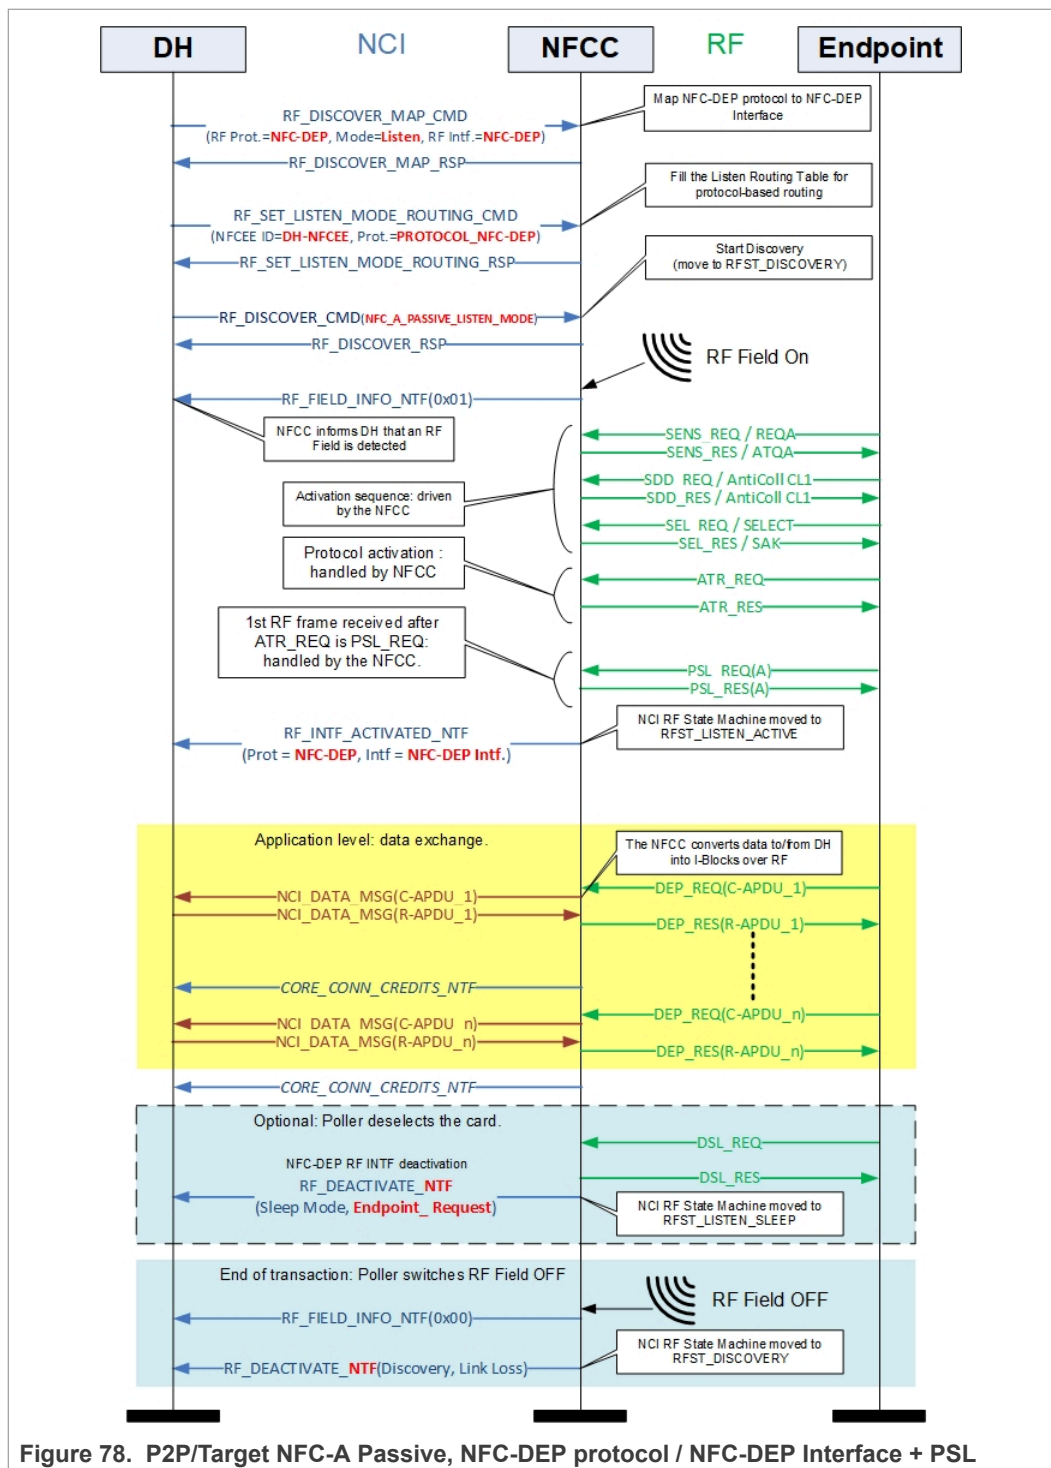 DH
NCI
NFCC
RF
Endpoint
RF_DISCOVER_MAP_CMD
(RF Prot.=NFC-DEP, Mode=Listen, RF Intf.=NFC-DEP)
Map NFC-DEP protocol to NFC-DEP
Interface
RF_DISCOVER_MAP_RSP
Fill the Listen Routing Table for
protocol-based routing
RF_SET_LISTEN_MODE_ROUTING_CMD
(NFCEE ID=DH-NFCEE, Prot.=PROTOCOL_NFC-DEP)
RF_SET_LISTEN_MODE_ROUTING_RSP
Start Discovery
(move to RFST_DISCOVERY)
RF_DISCOVER_CMD(NFC_A_PASSIVE_LISTEN_MODE)
RF_DISCOVER_RSP
RF Field On
RF_FIELD_INFO_NTF(0x01)
NFCC informs DH that an RF
Field is detected
SENS_REQ / REQA
SENS_RES / ATQA
SDD_REQ / AntiColl CL1
SDD_RES / AntiColl CL1
Activation sequence: driven
by the NFCC
SEL_REQ / SELECT
SEL_RES / SAK
Protocol activation :
handled by NFCC
ATR_REQ
ATR_RES
1st RF frame received after
ATR_REQ is PSL_REQ:
handled by the NFCC.
PSL_REQ(A)
PSL_RES(A)
RF_INTF_ACTIVATED_NTF
(Prot = NFC-DEP, Intf = NFC-DEP Intf.)
NCI RF State Machine moved to
RFST_LISTEN_ACTIVE
Application level: data exchange.
The NFCC converts data to/from DH
into I-Blocks over RF
NCI_DATA_MSG(C-APDU_1)
DEP_REQ(C-APDU_1)
NCI_DATA_MSG(R-APDU_1)
DEP_RES(R-APDU_1)
CORE_CONN_CREDITS_NTF
DEP_REQ(C-APDU_n)
NCI_DATA_MSG(C-APDU_n)
NCI_DATA_MSG(R-APDU_n)
DEP_RES(R-APDU_n)
CORE_CONN_CREDITS_NTF
Optional: Poller deselects the card.
DSL_REQ
NFC-DEP RF INTF deactivation
DSL_RES
RF_DEACTIVATE_NTF
(Sleep Mode, Endpoint_ Request)
NCI RF State Machine moved to
RFST_LISTEN_SLEEP
End of transaction: Poller switches RF Field OFF
RF Field OFF
RF_FIELD_INFO_NTF(0x00)
NCI RF State Machine moved to
RFST_DISCOVERY
RF_DEACTIVATE_NTF(Discovery, Link Loss)
Figure 78. P2P/Target NFC-A Passive, NFC-DEP protocol / NFC-DEP Interface + PSL